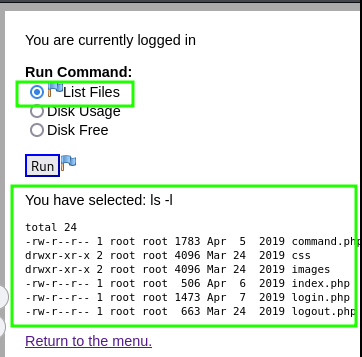 You are currently logged in
Run Command:
List Files
Disk Usage
Disk Free
Run
You have selected: ls -l
total 24
-rw-r--r-- 1 root root 1783 Apr  5  2019 command.php
drwxr-xr-x 2 root root 4096 Mar 24  2019 css
drwxr-xr-x 2 root root 4096 Mar 24  2019 images
-rw-r--r-- 1 root root  506 Apr  6  2019 index.php
-rw-r--r-- 1 root root 1473 Apr  7  2019 login.php
-rw-r--r-- 1 root root  663 Mar 24  2019 logout.php
Return to the menu.